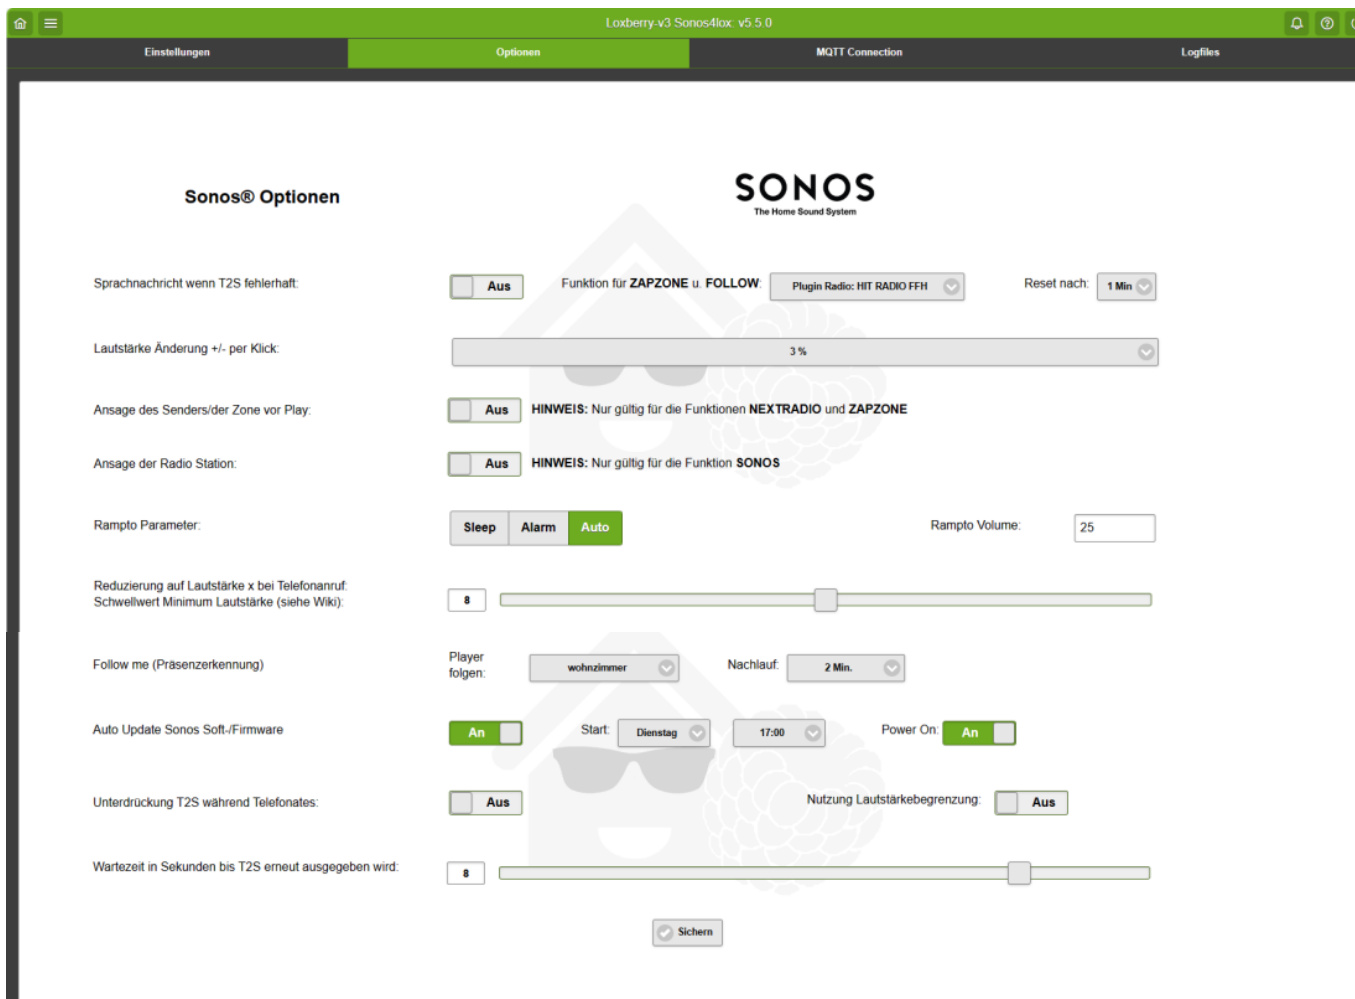 Loxberry-v3 Sonos4lox: v5.5.0
Einstellungen Optionen MQTT Connection Logfiles
Sonos® Optionen
SONOS
The Home Sound System
Sprachnachricht wenn T2S fehlerhaft: Aus Funktion für ZAPZONE u. FOLLOW: Plugin Radio: HIT RADIO FFH Reset nach: 1 Min
Lautstärke Änderung +/- per Klick: 3 %
Ansage des Senders/der Zone vor Play: Aus HINWEIS: Nur gültig für die Funktionen NEXTRADIO und ZAPZONE
Ansage der Radio Station: Aus HINWEIS: Nur gültig für die Funktion SONOS
Rampto Parameter: Sleep Alarm Auto Rampto Volume: 25
Reduzierung auf Lautstärke x bei Telefonanruf:
Schwellwert Minimum Lautstärke (siehe Wiki): 8
Follow me (Präsenzerkennung) Player folgen: wohnzimmer Nachlauf: 2 Min.
Auto Update Sonos Soft-/Firmware An Start: Dienstag 17:00 Power On: An
Unterdrückung T2S während Telefonates: Aus Nutzung Lautstärkebegrenzung: Aus
Wartezeit in Sekunden bis T2S erneut ausgegeben wird: 8
Sichern